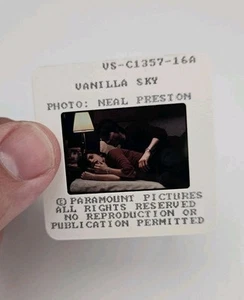 VS-C1357-16A
VANILLA SKY
PHOTO: NEAL PRESTON
© PARAMOUNT PICTURES
ALL RIGHTS RESERVED
NO REPRODUCTION OR
PUBLICATION PERMITTED